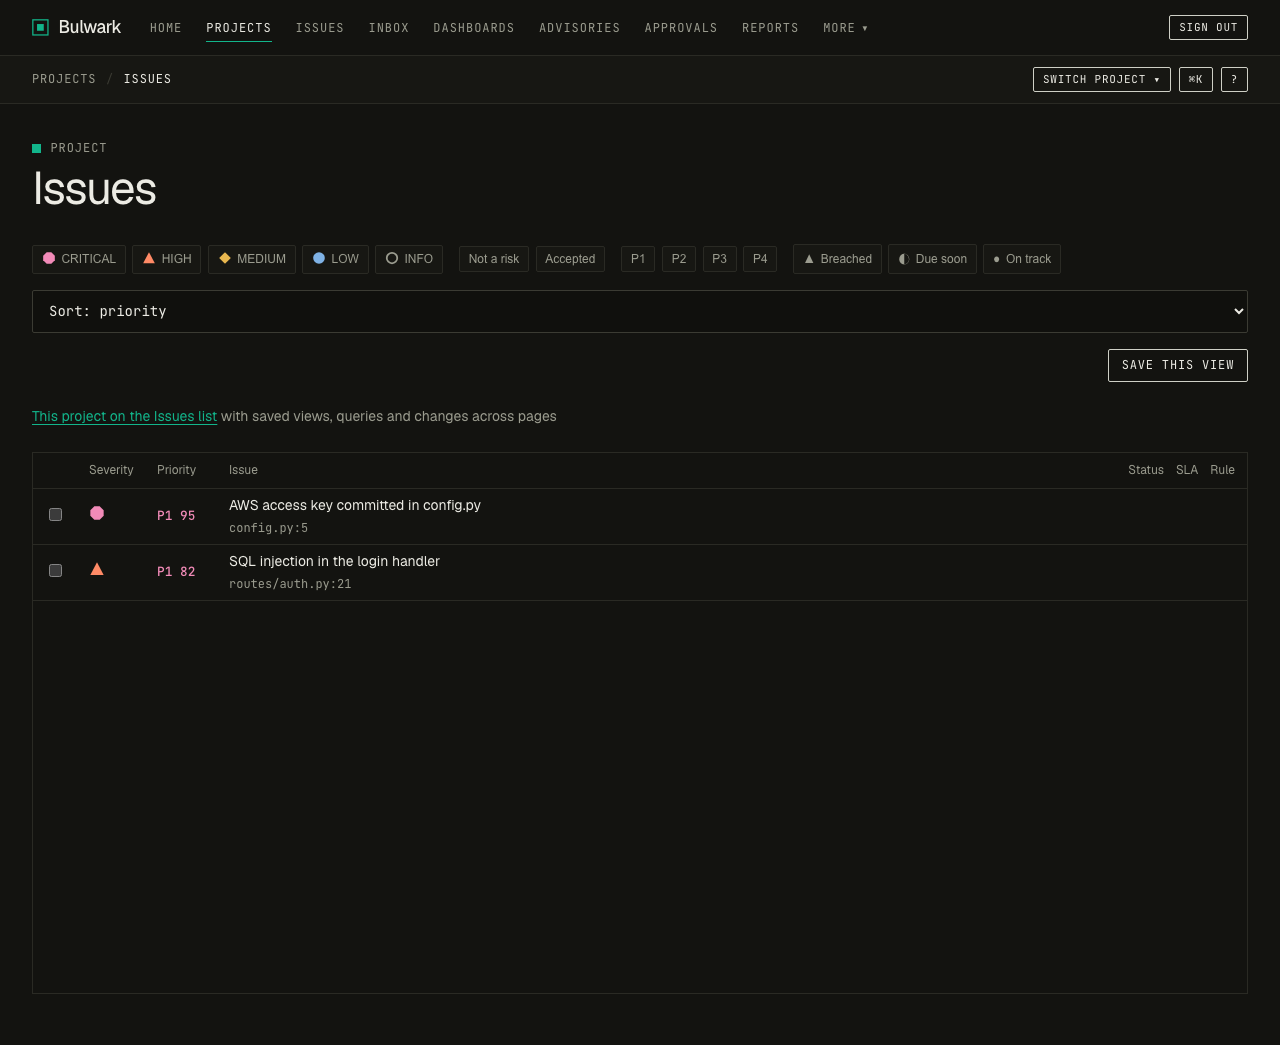 Bulwark HOME PROJECTS ISSUES INBOX DASHBOARDS ADVISORIES APPROVALS REPORTS MORE ▾ SIGN OUT
PROJECTS / ISSUES SWITCH PROJECT ▾ ⌘K ?
PROJECT
Issues
CRITICAL HIGH MEDIUM LOW INFO Not a risk Accepted P1 P2 P3 P4 ▲ Breached ◐ Due soon ● On track
Sort: priority
SAVE THIS VIEW
This project on the Issues list with saved views, queries and changes across pages
Severity Priority Issue Status SLA Rule
P1 95 AWS access key committed in config.py
config.py:5
P1 82 SQL injection in the login handler
routes/auth.py:21